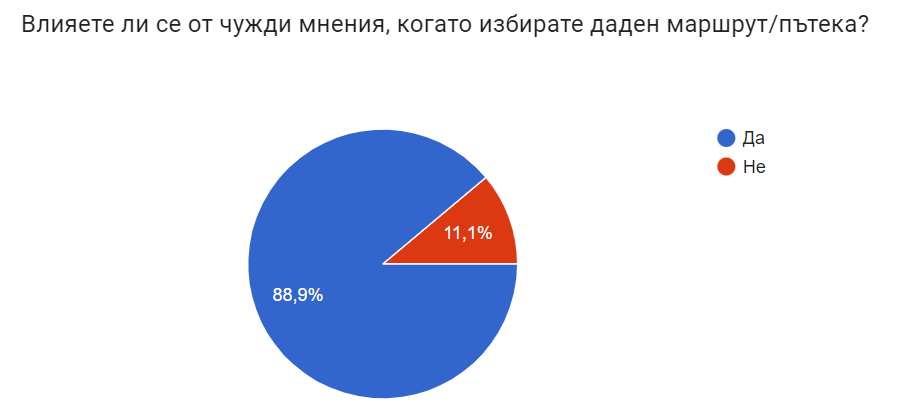 Влияете ли се от чужди мнения, когато избирате даден маршрут/пътека?
Да
Не
11,1%
88,9%